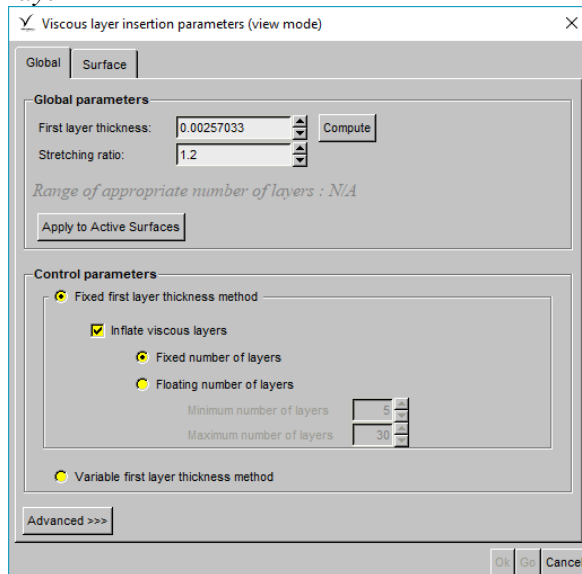 Viscous layer insertion parameters (view mode)
Global Surface
Global parameters
First layer thickness: 0.00257033 Compute
Stretching ratio: 1.2
Range of appropriate number of layers : N/A
Apply to Active Surfaces
Control parameters
Fixed first layer thickness method
Inflate viscous layers
Fixed number of layers
Floating number of layers
Minimum number of layers 5
Maximum number of layers 30
Variable first layer thickness method
Advanced >>>
Ok Go Cancel